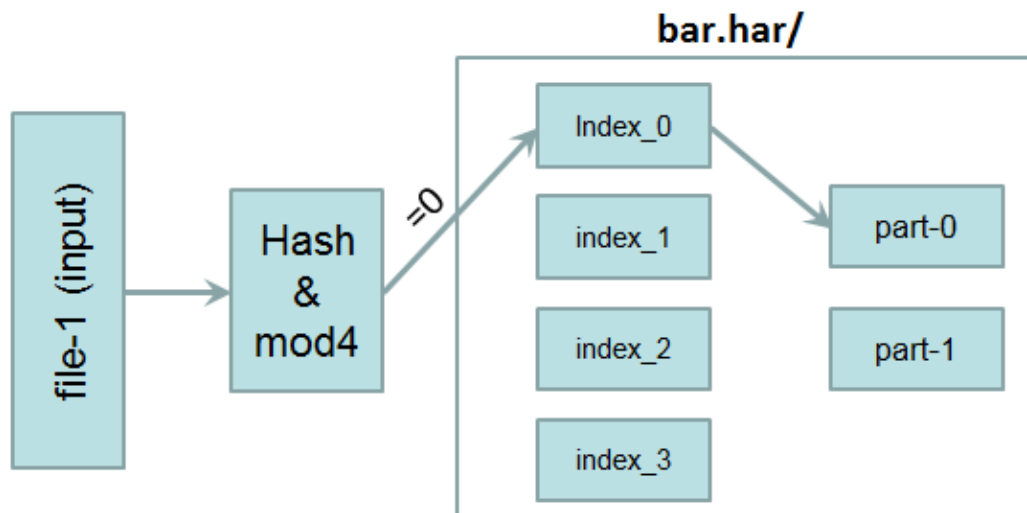 bar.har/
file-1 (input)
Hash
&
mod4
=0
Index_0
index_1
index_2
index_3
part-0
part-1